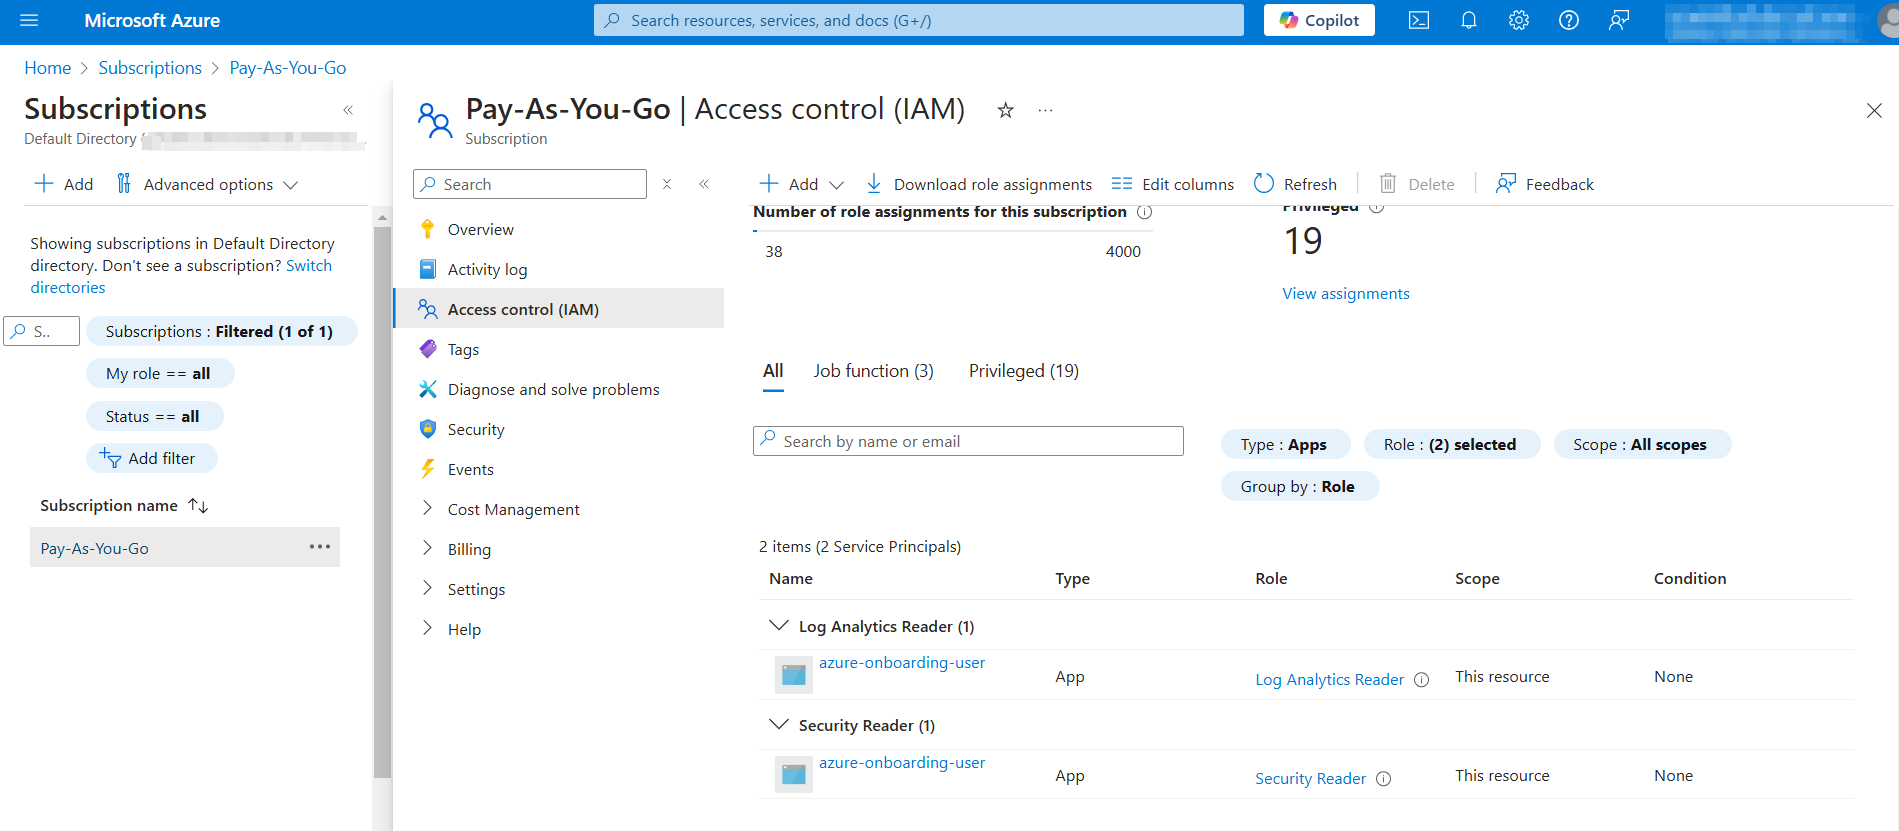 Microsoft Azure
Search resources, services, and docs (G+/)
Copilot
Home > Subscriptions > Pay-As-You-Go
Subscriptions
Default Directory
Add
Advanced options
Showing subscriptions in Default Directory
directory. Don't see a subscription? Switch
directories
S..
Subscriptions : Filtered (1 of 1)
My role == all
Status == all
Add filter
Subscription name
Pay-As-You-Go
Pay-As-You-Go | Access control (IAM)
Subscription
Search
Overview
Activity log
Access control (IAM)
Tags
Diagnose and solve problems
Security
Events
Cost Management
Billing
Settings
Help
Add
Download role assignments
Edit columns
Refresh
Delete
Feedback
Number of role assignments for this subscription
38 4000
Privileged
19
View assignments
All Job function (3) Privileged (19)
Search by name or email
Type : Apps
Role : (2) selected
Scope : All scopes
Group by : Role
2 items (2 Service Principals)
Name Type Role Scope Condition
Log Analytics Reader (1)
azure-onboarding-user App Log Analytics Reader This resource None
Security Reader (1)
azure-onboarding-user App Security Reader This resource None